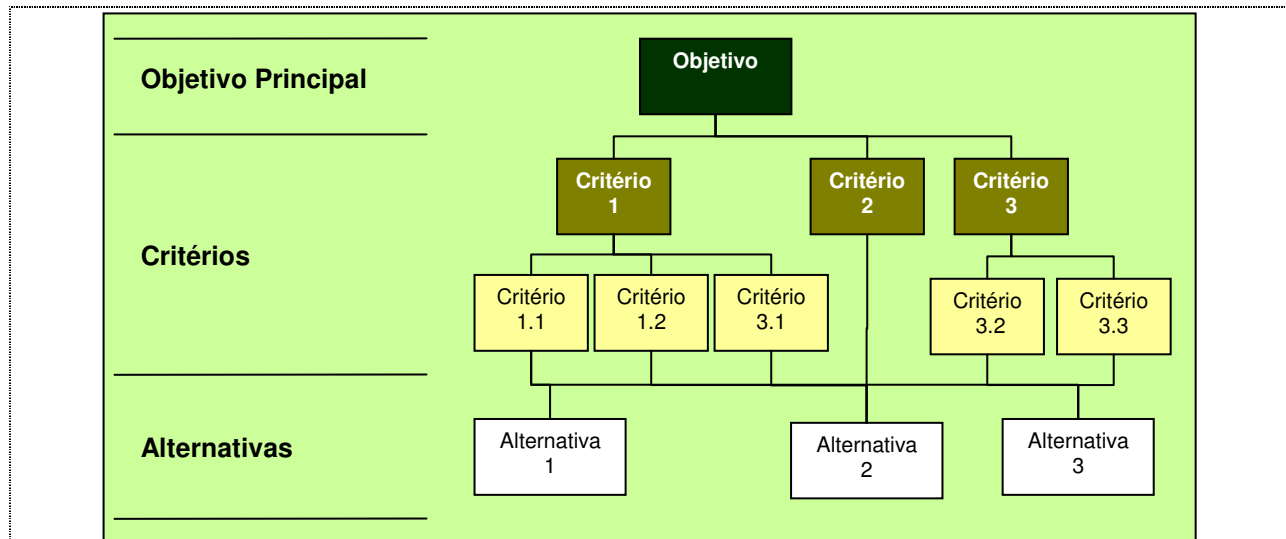 Objetivo Principal
Objetivo
Critério
1
Critério
2
Critério
3
Critérios
Critério
1.1
Critério
1.2
Critério
3.1
Critério
3.2
Critério
3.3
Alternativas
Alternativa
1
Alternativa
2
Alternativa
3